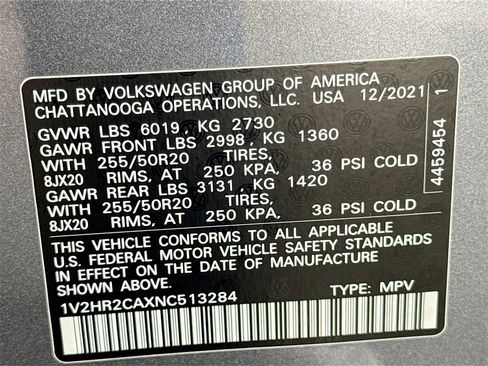 MFD BY VOLKSWAGEN GROUP OF AMERICA
CHATTANOOGA OPERATIONS, LLC. USA 12/2021
GVWR LBS 6019, KG 2730
GAWR FRONT LBS 2998, KG 1360
WITH 255/50R20 TIRES,
8JX20 RIMS, AT 250 KPA, 36 PSI COLD
GAWR REAR LBS 3131, KG 1420
WITH 255/50R20 TIRES,
8JX20 RIMS, AT 250 KPA, 36 PSI COLD
THIS VEHICLE CONFORMS TO ALL APPLICABLE
U.S. FEDERAL MOTOR VEHICLE SAFETY STANDARDS
IN EFFECT ON THE DATE OF MANUFACTURE
SHOWN ABOVE.
1V2HR2CAXNC513284 TYPE: MPV
4459454 1